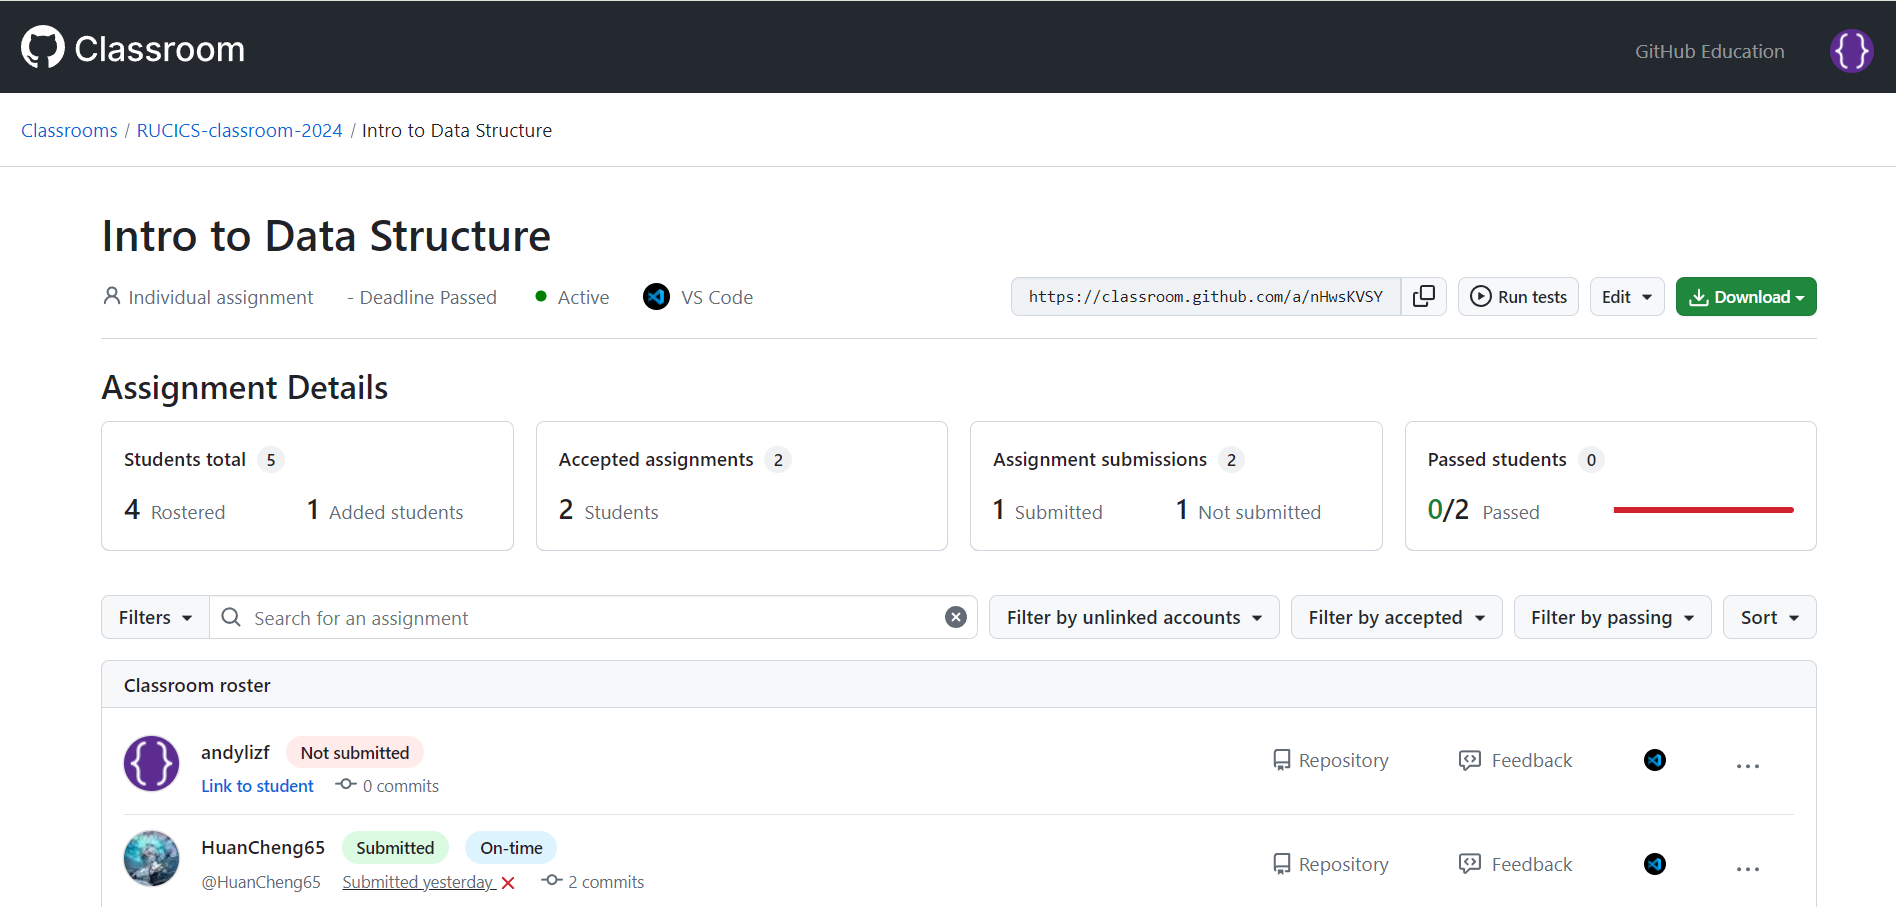 Classroom
GitHub Education
Classrooms / RUCICS-classroom-2024 / Intro to Data Structure
Intro to Data Structure
Individual assignment - Deadline Passed Active VS Code
https://classroom.github.com/a/nHwsKVSY Run tests Edit Download
Assignment Details
Students total 5
4 Rostered 1 Added students
Accepted assignments 2
2 Students
Assignment submissions 2
1 Submitted 1 Not submitted
Passed students 0
0/2 Passed
Filters Search for an assignment Filter by unlinked accounts Filter by accepted Filter by passing Sort
Classroom roster
andylizf Not submitted
Link to student 0 commits
Repository Feedback ...
HuanCheng65 Submitted On-time
@HuanCheng65 Submitted yesterday 2 commits
Repository Feedback ...